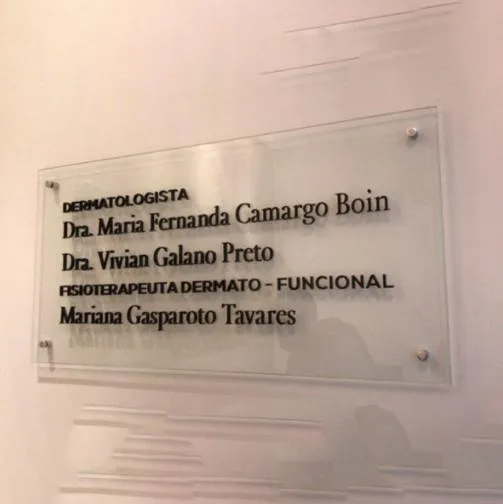 DERMATOLOGISTA
Dra. Maria Fernanda Camargo Boin
Dra. Vivian Galano Preto
FISIOTERAPEUTA DERMATO - FUNCIONAL
Mariana Gasparoto Tavares